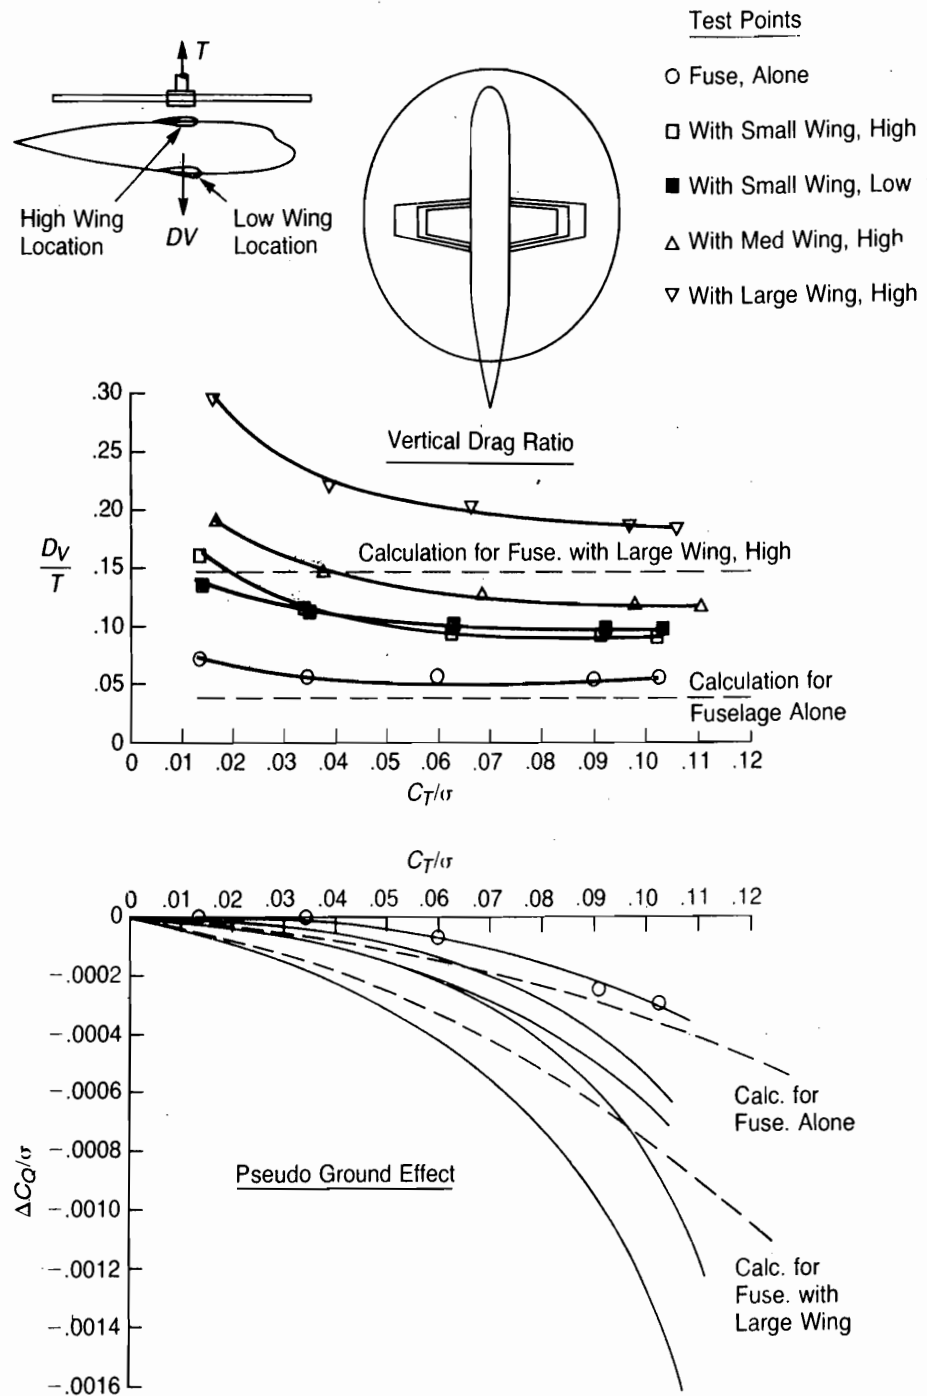 Test Points
○ Fuse, Alone
□ With Small Wing, High
■ With Small Wing, Low
△ With Med Wing, High
▽ With Large Wing, High
T
High Wing
Location
DV
Low Wing
Location
Vertical Drag Ratio
.30
.25
.20
.15
.10
.05
0
D_V
T
Calculation for Fuse. with Large Wing, High
Calculation for
Fuselage Alone
0 .01 .02 .03 .04 .05 .06 .07 .08 .09 .10 .11 .12
C_T/σ
C_T/σ
0 .01 .02 .03 .04 .05 .06 .07 .08 .09 .10 .11 .12
0
−.0002
−.0004
−.0006
−.0008
−.0010
−.0012
−.0014
−.0016
ΔC_Q/σ
Pseudo Ground Effect
Calc. for
Fuse. Alone
Calc. for
Fuse. with
Large Wing